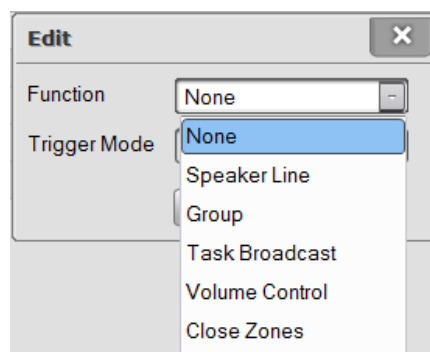 Edit
Function None
Trigger Mode
None
Speaker Line
Group
Task Broadcast
Volume Control
Close Zones